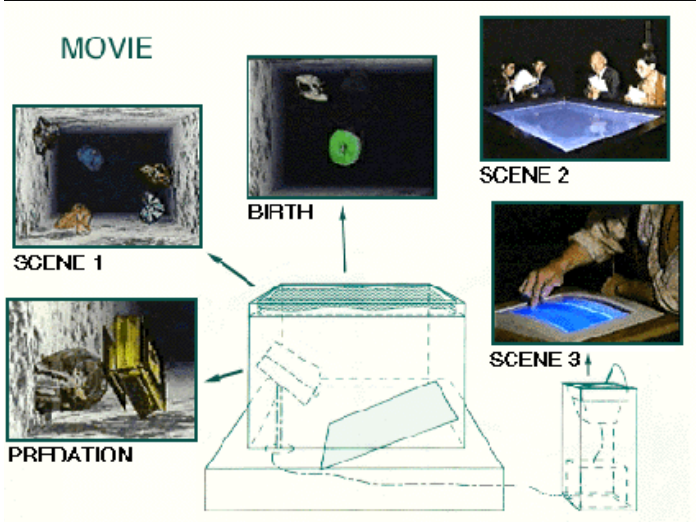 MOVIE
SCENE 1
BIRTH
SCENE 2
PREDATION
SCENE 3